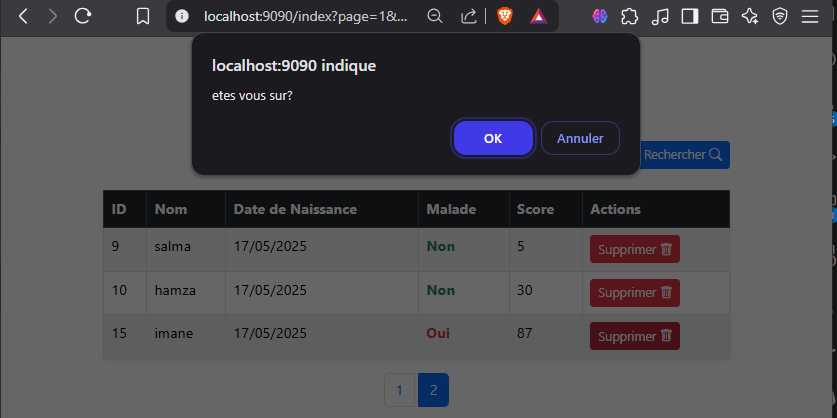 localhost:9090/index?page=1&...
localhost:9090 indique
etes vous sur?
OK Annuler
Rechercher
ID Nom Date de Naissance Malade Score Actions
9 salma 17/05/2025 Non 5 Supprimer
10 hamza 17/05/2025 Non 30 Supprimer
15 imane 17/05/2025 Oui 87 Supprimer
1 2